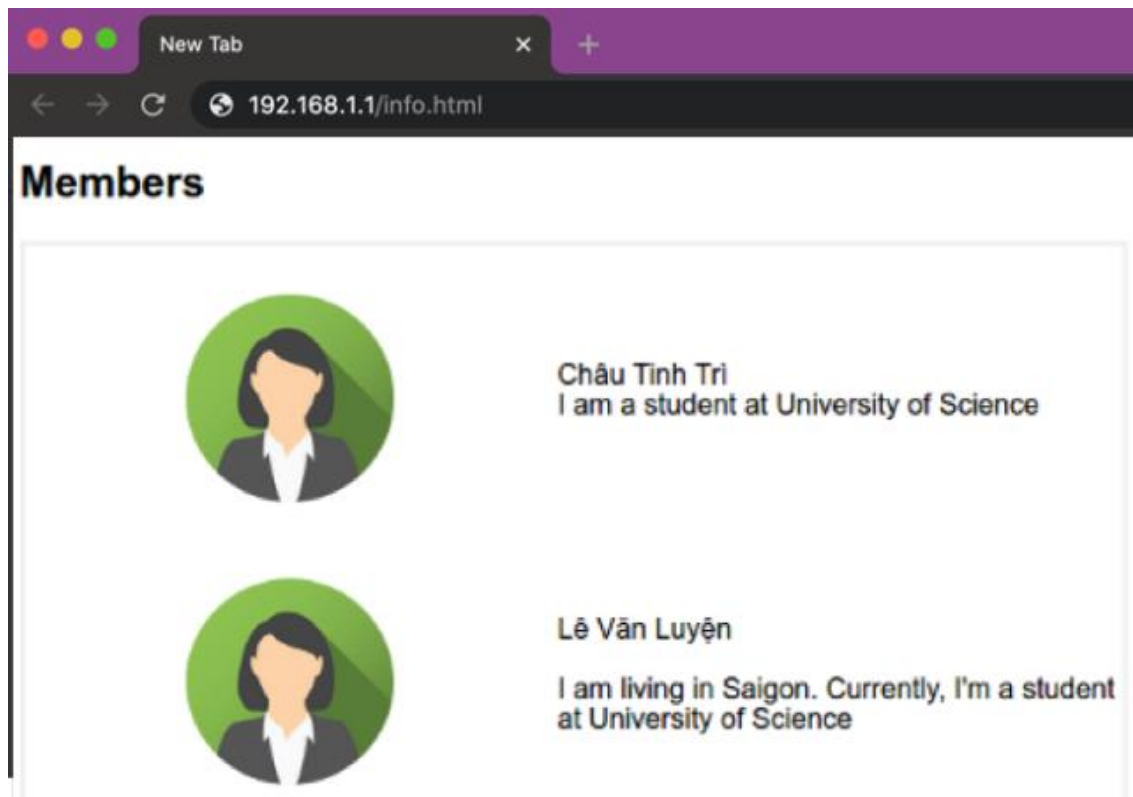 New Tab
192.168.1.1/info.html
Members
Châu Tinh Trì
I am a student at University of Science
Lê Văn Luyện
I am living in Saigon. Currently, I'm a student
at University of Science